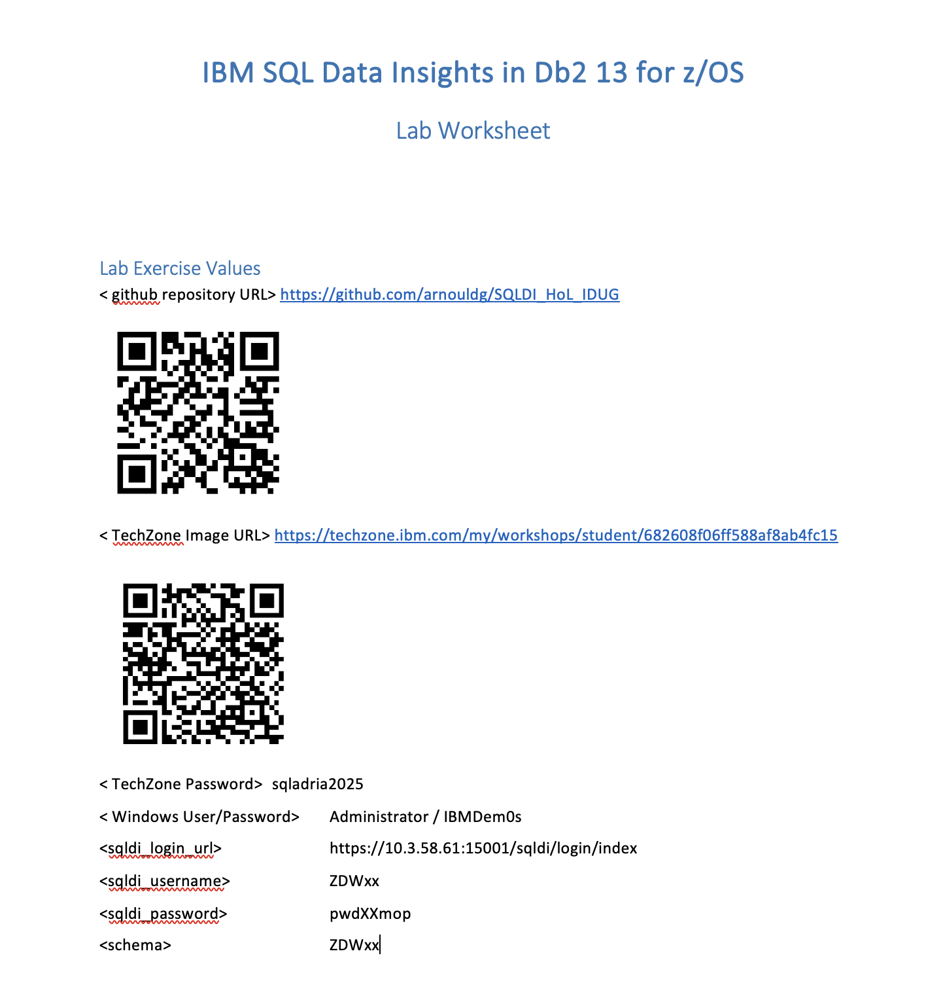 IBM SQL Data Insights in Db2 13 for z/OS
Lab Worksheet
Lab Exercise Values
< github repository URL> https://github.com/arnouldg/SQLDI_HoL_IDUG
< TechZone Image URL> https://techzone.ibm.com/my/workshops/student/682608f06ff588af8ab4fc15
< TechZone Password> sqladria2025
< Windows User/Password> Administrator / IBMDem0s
<sqldi_login_url> https://10.3.58.61:15001/sqldi/login/index
<sqldi_username> ZDWxx
<sqldi_password> pwdXXmop
<schema> ZDWxx